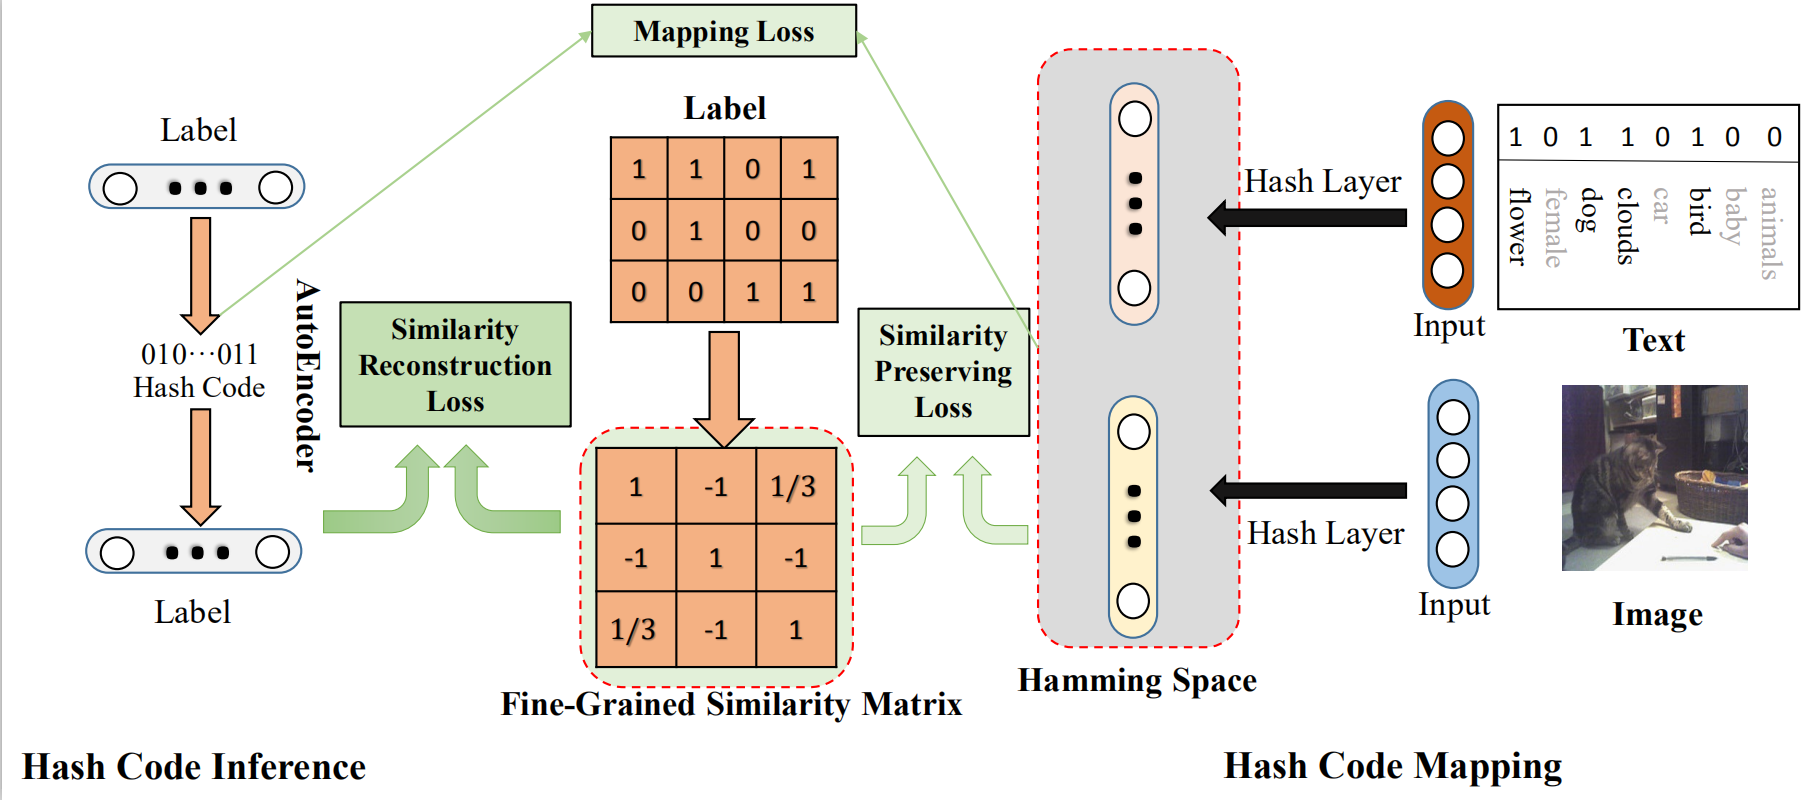 Mapping Loss
Label
Label
1 1 0 1
0 1 0 0
0 0 1 1
010···011
Hash Code
AutoEncoder
Label
Similarity
Reconstruction
Loss
Similarity
Preserving
Loss
1 -1 1/3
-1 1 -1
1/3 -1 1
Fine-Grained Similarity Matrix
Hamming Space
Hash Layer
Hash Layer
Input
1 0 1 1 0 1 0 0
flower
female
dog
clouds
car
bird
baby
animals
Text
Input
Image
Hash Code Inference
Hash Code Mapping